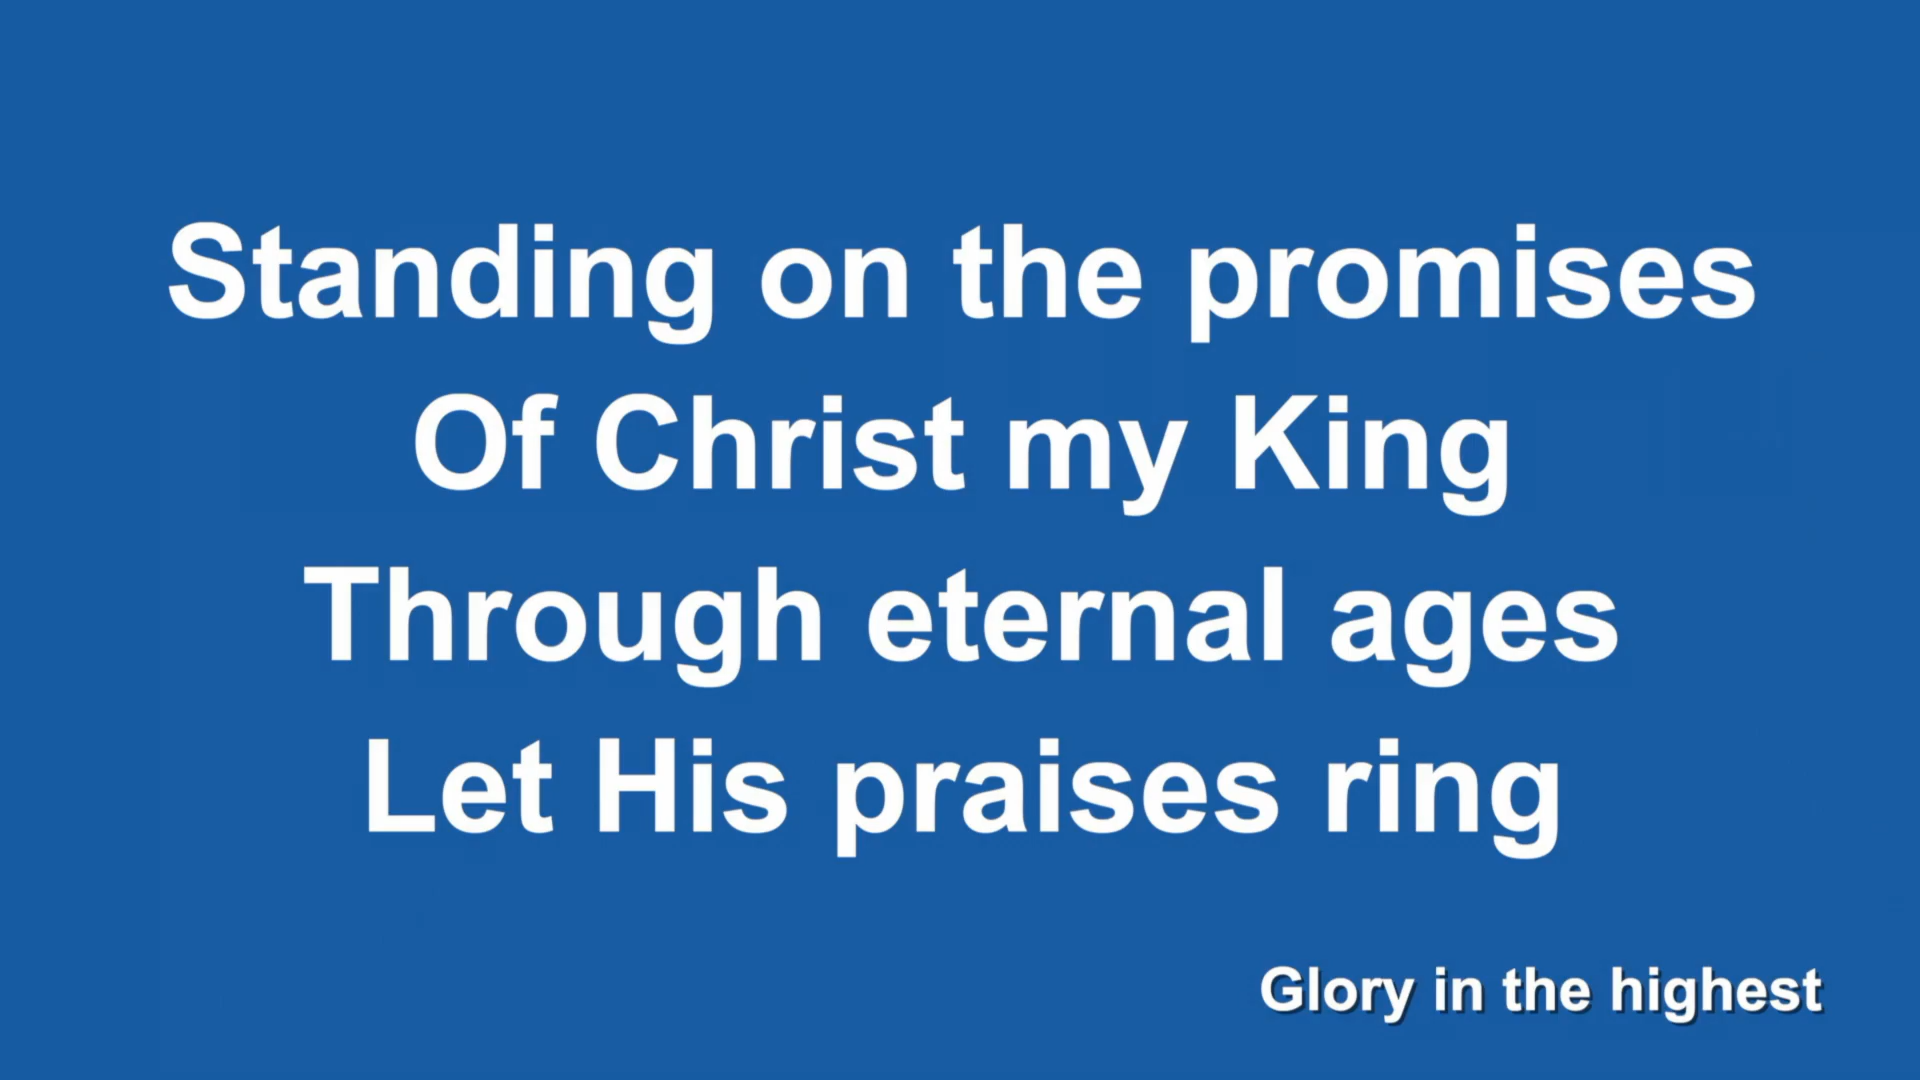 Standing on the promises
Of Christ my King
Through eternal ages
Let His praises ring
Glory in the highest